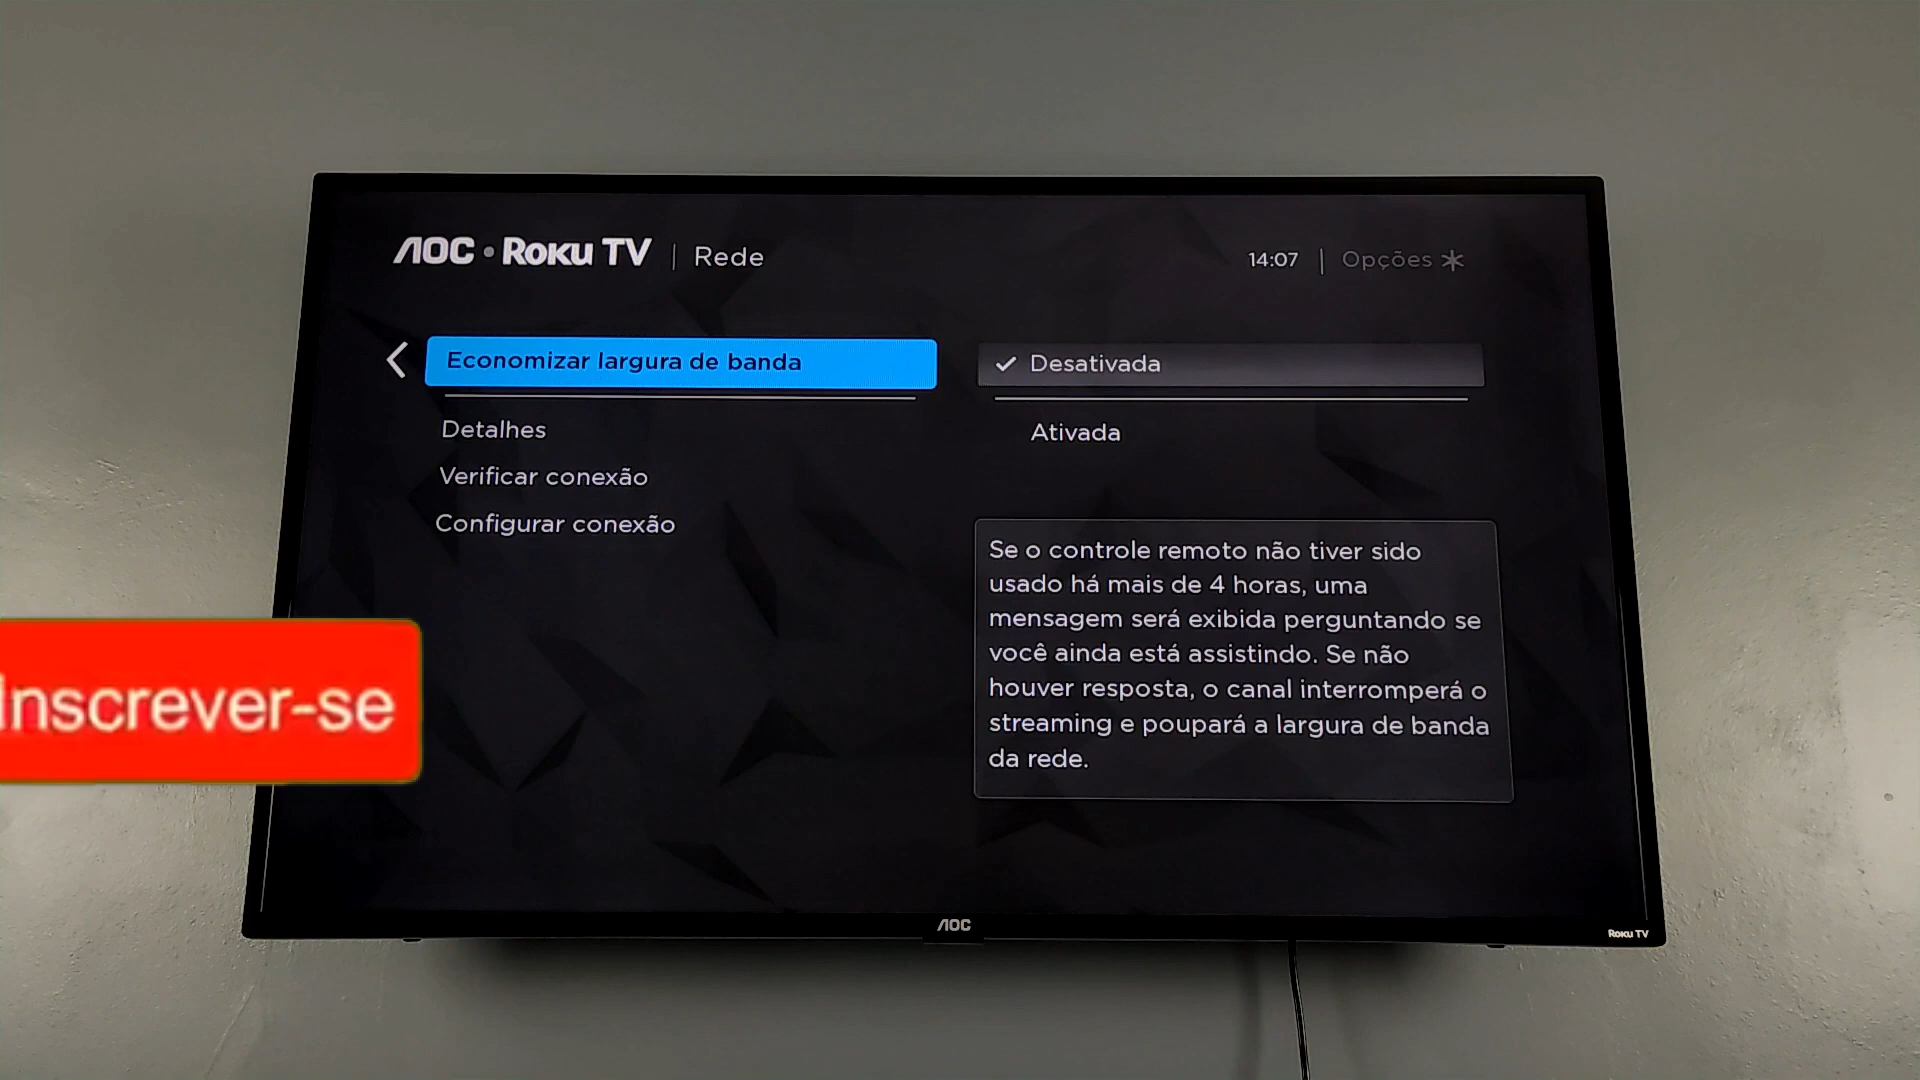 AOC • Roku TV | Rede
14:07 | Opções
Economizar largura de banda
Detalhes
Verificar conexão
Configurar conexão
✓ Desativada
Ativada
Se o controle remoto não tiver sido
usado há mais de 4 horas, uma
mensagem será exibida perguntando se
você ainda está assistindo. Se não
houver resposta, o canal interromperá o
streaming e poupará a largura de banda
da rede.
Inscrever-se
AOC
Roku TV